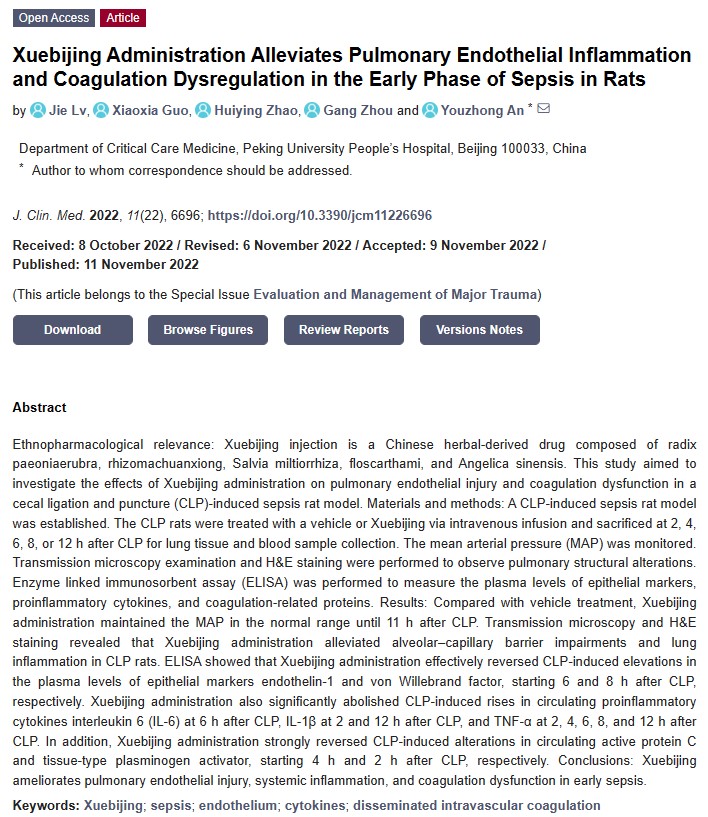 Open Access Article
Xuebijing Administration Alleviates Pulmonary Endothelial Inflammation
and Coagulation Dysregulation in the Early Phase of Sepsis in Rats
by Jie Lv, Xiaoxia Guo, Huiying Zhao, Gang Zhou and Youzhong An *
Department of Critical Care Medicine, Peking University People's Hospital, Beijing 100033, China
* Author to whom correspondence should be addressed.
J. Clin. Med. 2022, 11(22), 6696; https://doi.org/10.3390/jcm11226696
Received: 8 October 2022 / Revised: 6 November 2022 / Accepted: 9 November 2022 /
Published: 11 November 2022
(This article belongs to the Special Issue Evaluation and Management of Major Trauma)
Download Browse Figures Review Reports Versions Notes
Abstract
Ethnopharmacological relevance: Xuebijing injection is a Chinese herbal-derived drug composed of radix
paeoniaerubra, rhizomachuanxiong, Salvia miltiorrhiza, floscarthami, and Angelica sinensis. This study aimed to
investigate the effects of Xuebijing administration on pulmonary endothelial injury and coagulation dysfunction in a
cecal ligation and puncture (CLP)-induced sepsis rat model. Materials and methods: A CLP-induced sepsis rat model
was established. The CLP rats were treated with a vehicle or Xuebijing via intravenous infusion and sacrificed at 2, 4,
6, 8, or 12 h after CLP for lung tissue and blood sample collection. The mean arterial pressure (MAP) was monitored.
Transmission microscopy examination and H&E staining were performed to observe pulmonary structural alterations.
Enzyme linked immunosorbent assay (ELISA) was performed to measure the plasma levels of epithelial markers,
proinflammatory cytokines, and coagulation-related proteins. Results: Compared with vehicle treatment, Xuebijing
administration maintained the MAP in the normal range until 11 h after CLP. Transmission microscopy and H&E
staining revealed that Xuebijing administration alleviated alveolar–capillary barrier impairments and lung
inflammation in CLP rats. ELISA showed that Xuebijing administration effectively reversed CLP-induced elevations in
the plasma levels of epithelial markers endothelin-1 and von Willebrand factor, starting 6 and 8 h after CLP,
respectively. Xuebijing administration also significantly abolished CLP-induced rises in circulating proinflammatory
cytokines interleukin 6 (IL-6) at 6 h after CLP, IL-1β at 2 and 12 h after CLP, and TNF-α at 2, 4, 6, 8, and 12 h after
CLP. In addition, Xuebijing administration strongly reversed CLP-induced alterations in circulating active protein C
and tissue-type plasminogen activator, starting 4 h and 2 h after CLP, respectively. Conclusions: Xuebijing
ameliorates pulmonary endothelial injury, systemic inflammation, and coagulation dysfunction in early sepsis.
Keywords: Xuebijing; sepsis; endothelium; cytokines; disseminated intravascular coagulation